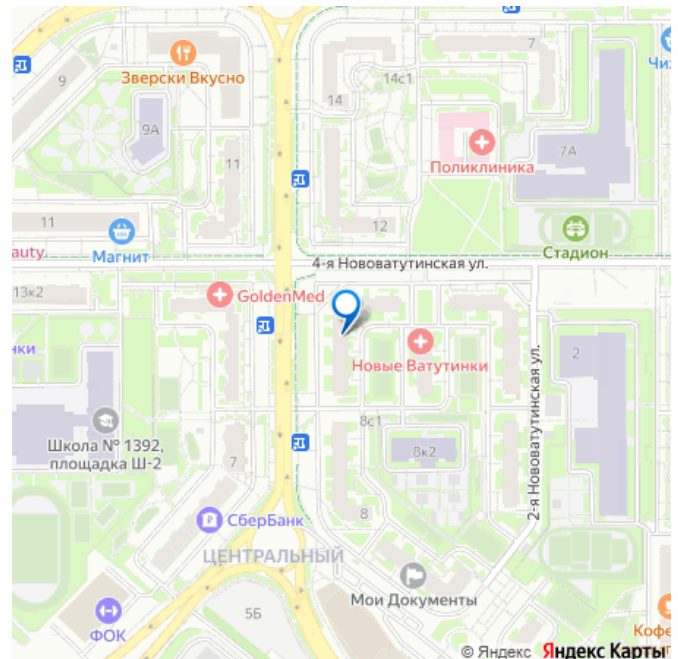 7
14с1
Чи
9
Зверски Вкусно
14
9А
Поликлиника
7А
11
11
12
Стадион
eauty
Магнит
4-я Нововатутинская ул.
13к2
GoldenMed
нки
2
Новые Ватутинки
2-я Нововатутинская ул.
Школа № 1392,
площадка Ш-2
8с1
8к2
7
СберБанк
8
ЦЕНТРАЛЬНЫЙ
Мои Документы
5Б
ФОК
Кофе
© Яндекс Яндекс Карты